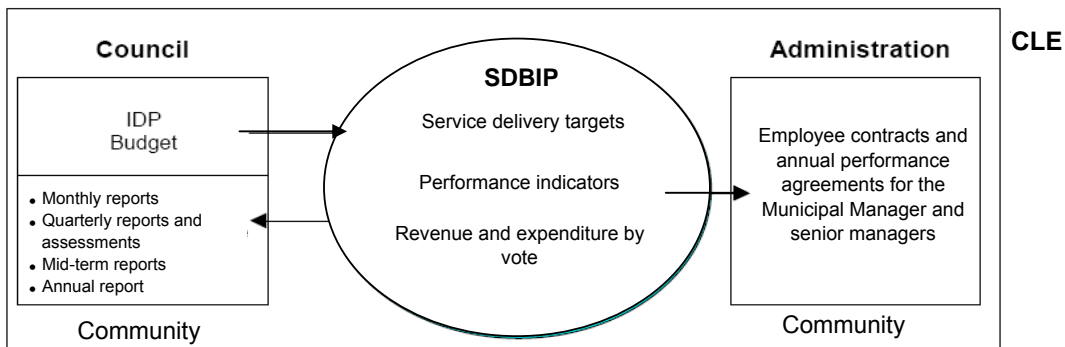 Council
IDP
Budget
• Monthly reports
• Quarterly reports and
assessments
• Mid-term reports
• Annual report
Community
SDBIP
Service delivery targets
Performance indicators
Revenue and expenditure by
vote
Administration
Employee contracts and
annual performance
agreements for the
Municipal Manager and
senior managers
Community
CLE